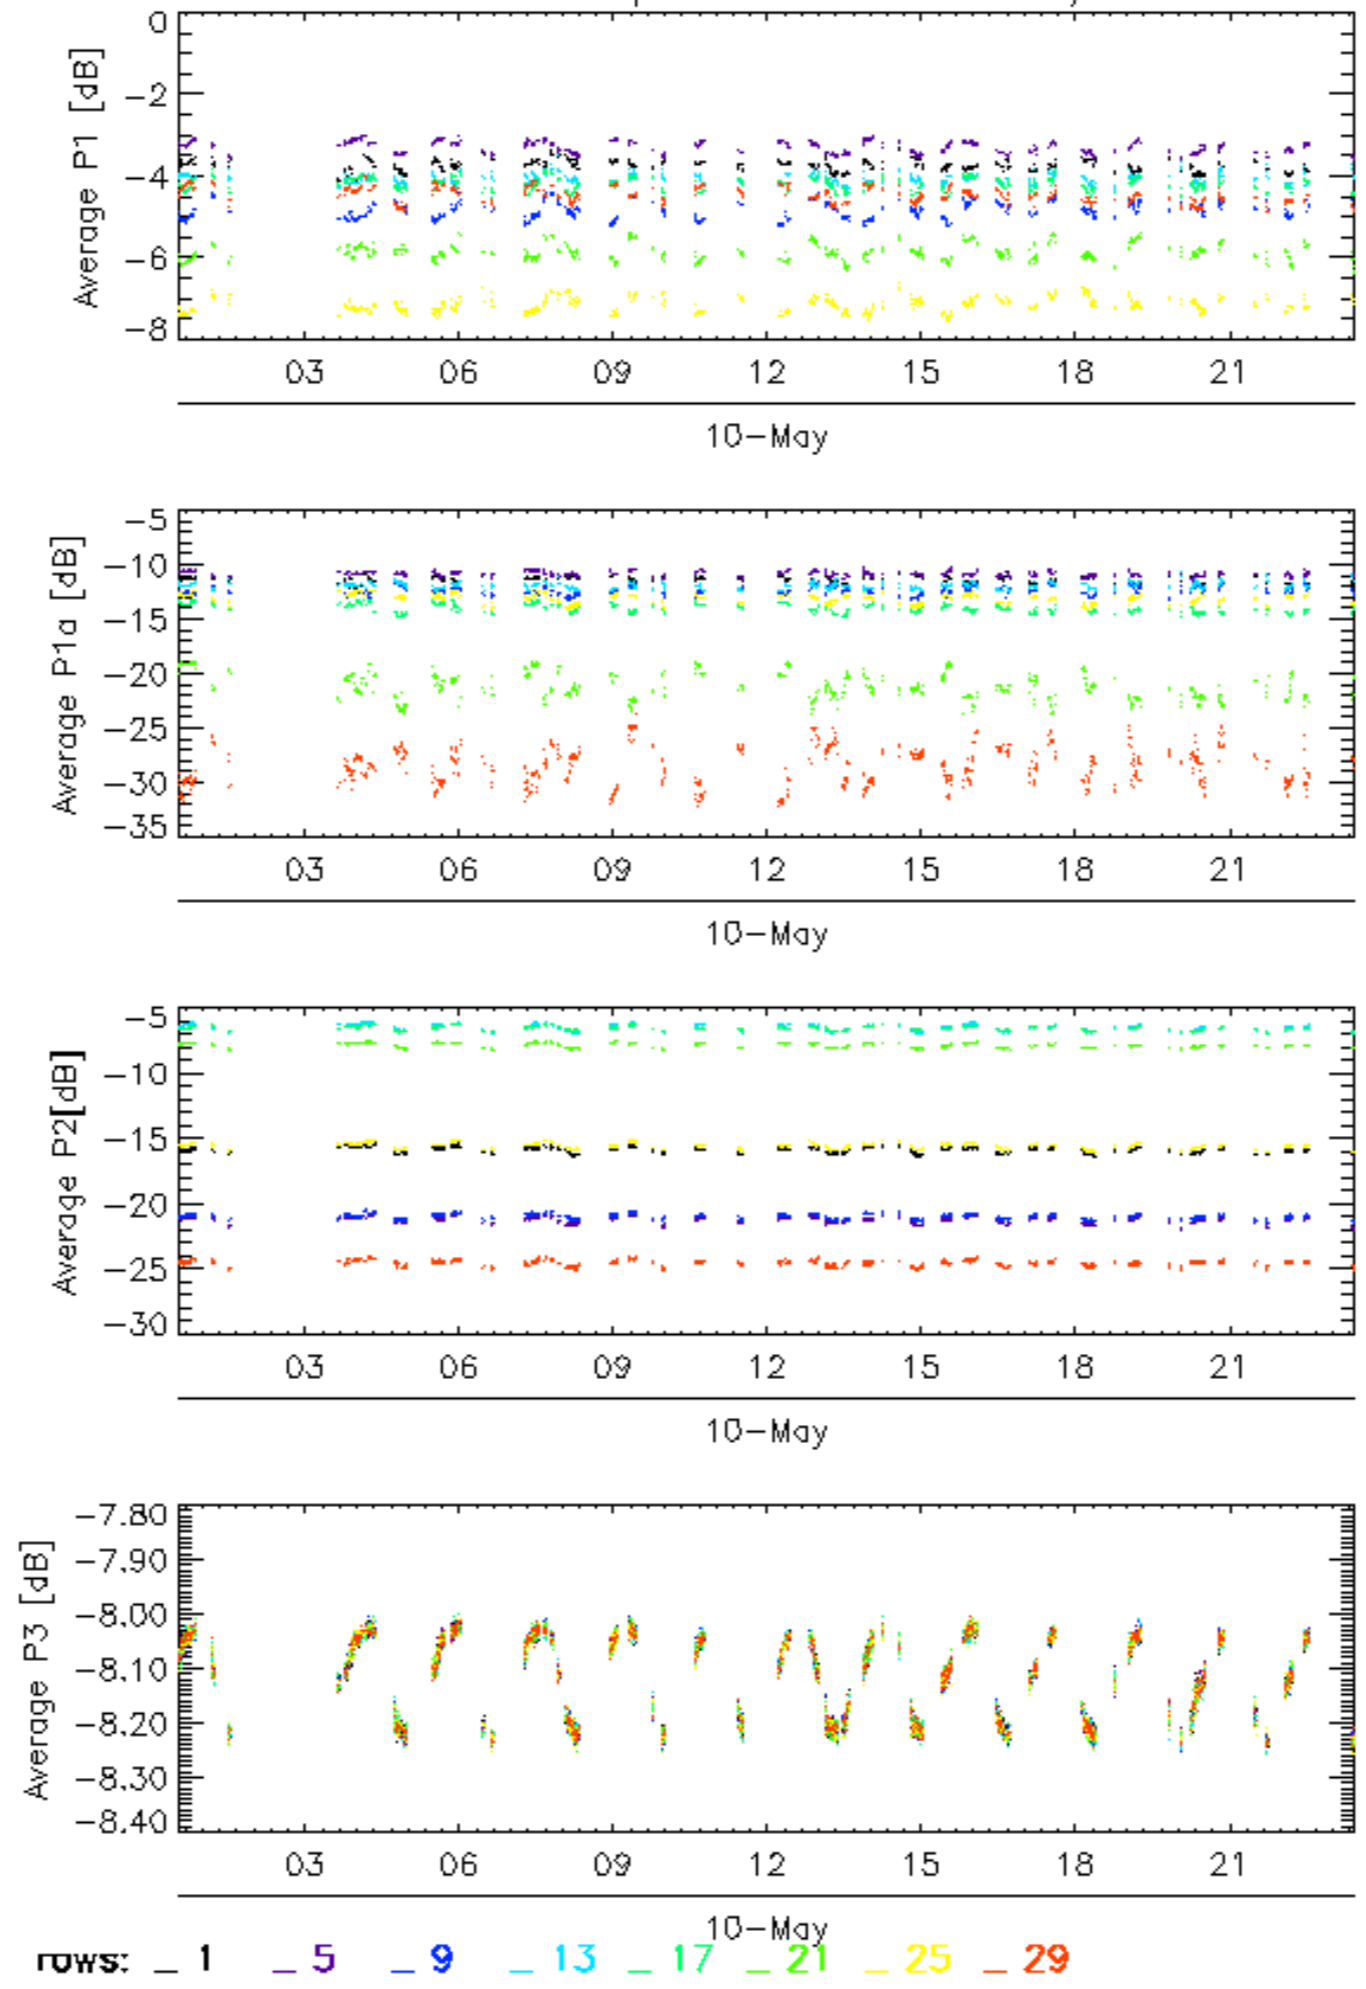 Average P1 [dB]
0
−2
−4
−6
−8
03 06 09 12 15 18 21
10−May
Average P1a [dB]
−5
−10
−15
−20
−25
−30
−35
03 06 09 12 15 18 21
10−May
Average P2[dB]
−5
−10
−15
−20
−25
−30
03 06 09 12 15 18 21
10−May
Average P3 [dB]
−7.80
−7.90
−8.00
−8.10
−8.20
−8.30
−8.40
03 06 09 12 15 18 21
10−May
rows: _ 1 _ 5 _ 9 _ 13 _ 17 _ 21 _ 25 _ 29